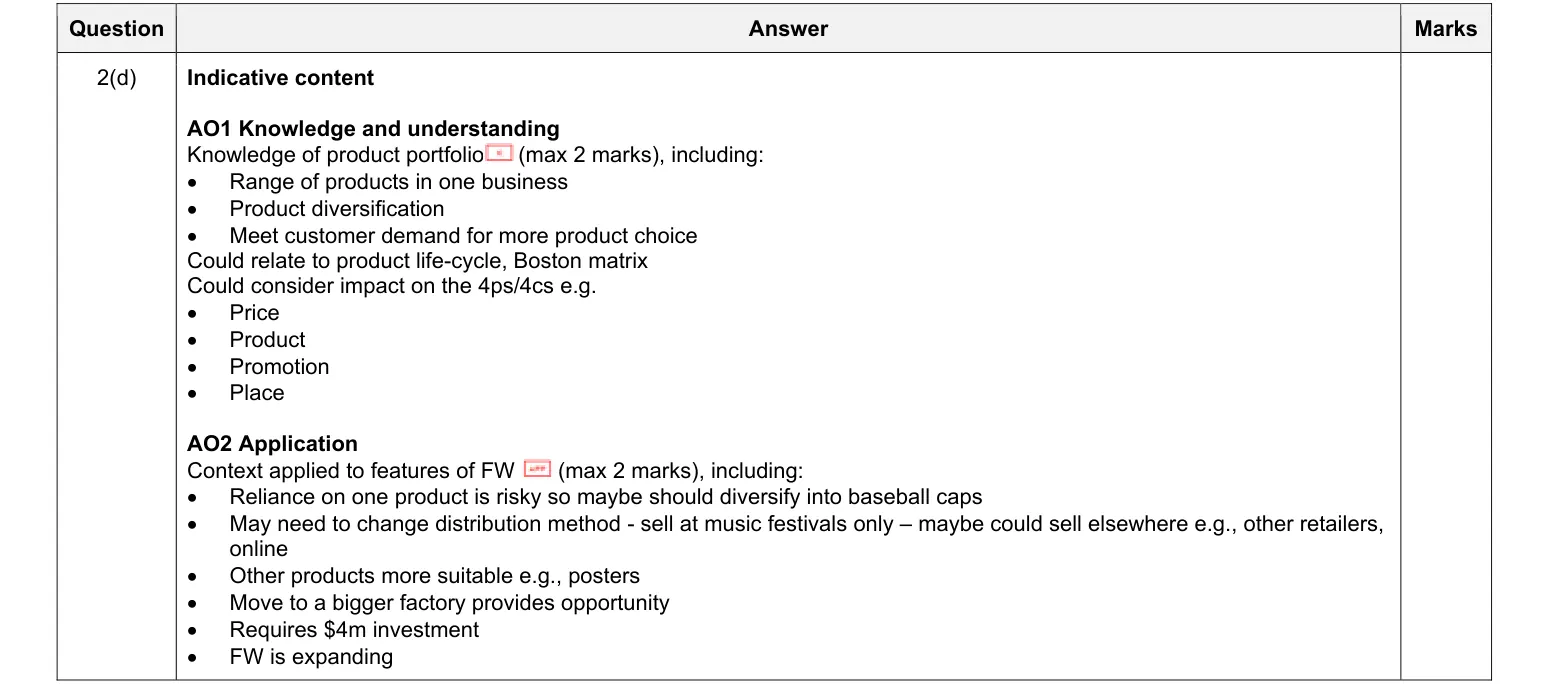 Question Answer Marks
2(d) Indicative content
AO1 Knowledge and understanding
Knowledge of product portfolio (max 2 marks), including:
• Range of products in one business
• Product diversification
• Meet customer demand for more product choice
Could relate to product life-cycle, Boston matrix
Could consider impact on the 4ps/4cs e.g.
• Price
• Product
• Promotion
• Place
AO2 Application
Context applied to features of FW (max 2 marks), including:
• Reliance on one product is risky so maybe should diversify into baseball caps
• May need to change distribution method - sell at music festivals only – maybe could sell elsewhere e.g., other retailers,
online
• Other products more suitable e.g., posters
• Move to a bigger factory provides opportunity
• Requires $4m investment
• FW is expanding